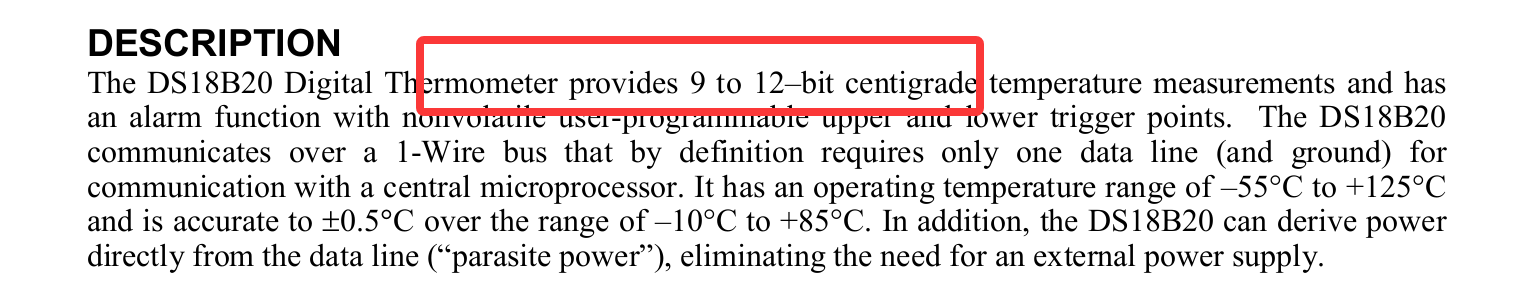 DESCRIPTION
The DS18B20 Digital Thermometer provides 9 to 12–bit centigrade temperature measurements and has
an alarm function with nonvolatile user-programmable upper and lower trigger points.  The DS18B20
communicates over a 1-Wire bus that by definition requires only one data line (and ground) for
communication with a central microprocessor. It has an operating temperature range of –55°C to +125°C
and is accurate to ±0.5°C over the range of –10°C to +85°C. In addition, the DS18B20 can derive power
directly from the data line (“parasite power”), eliminating the need for an external power supply.